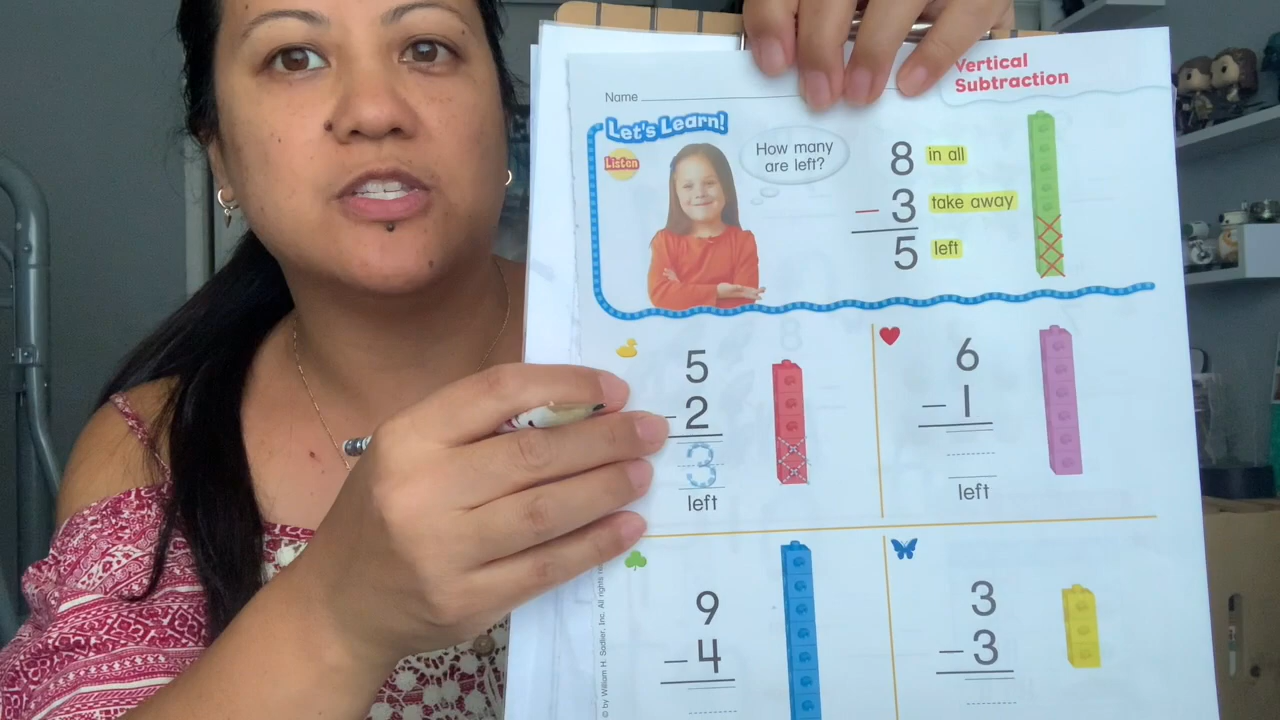 Vertical
Subtraction
Name
Let's Learn!
Listen
How many
are left?
8 in all
– 3 take away
5 left
5
– 2
3
left
6
– 1
left
9
– 4
3
– 3
© by William H. Sadlier, Inc. All rights